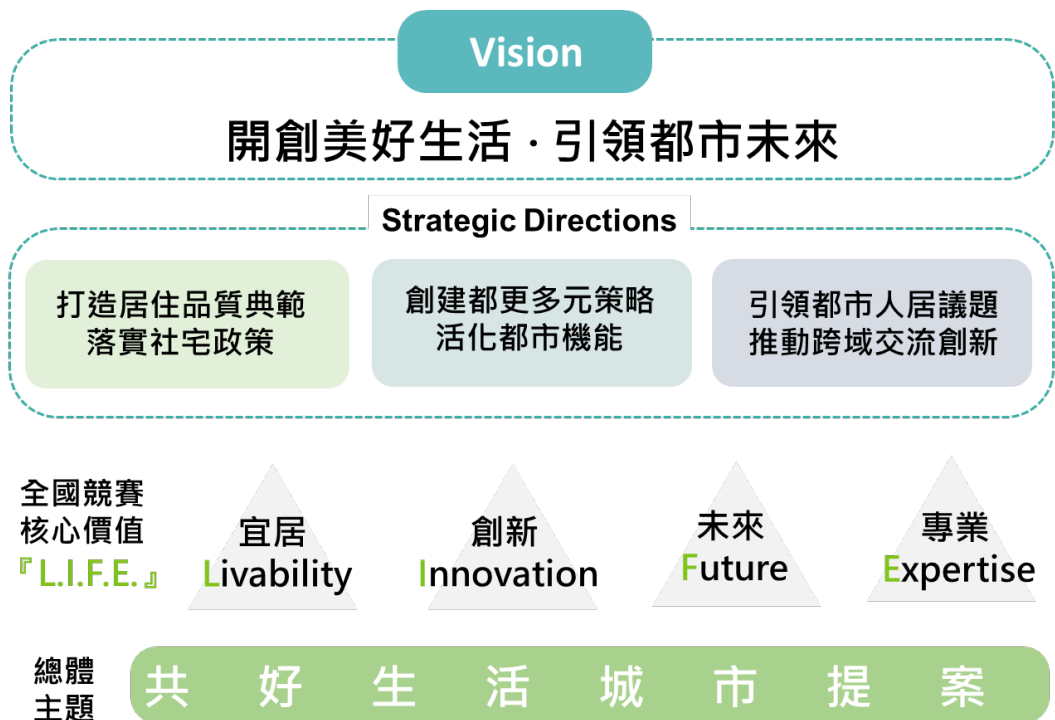 Vision
開創美好生活．引領都市未來
Strategic Directions
打造居住品質典範
落實社宅政策
創建都更多元策略
活化都市機能
引領都市人居議題
推動跨域交流創新
全國競賽
核心價值
『L.I.F.E.』
宜居
Livability
創新
Innovation
未來
Future
專業
Expertise
總體
主題
共好生活城市提案